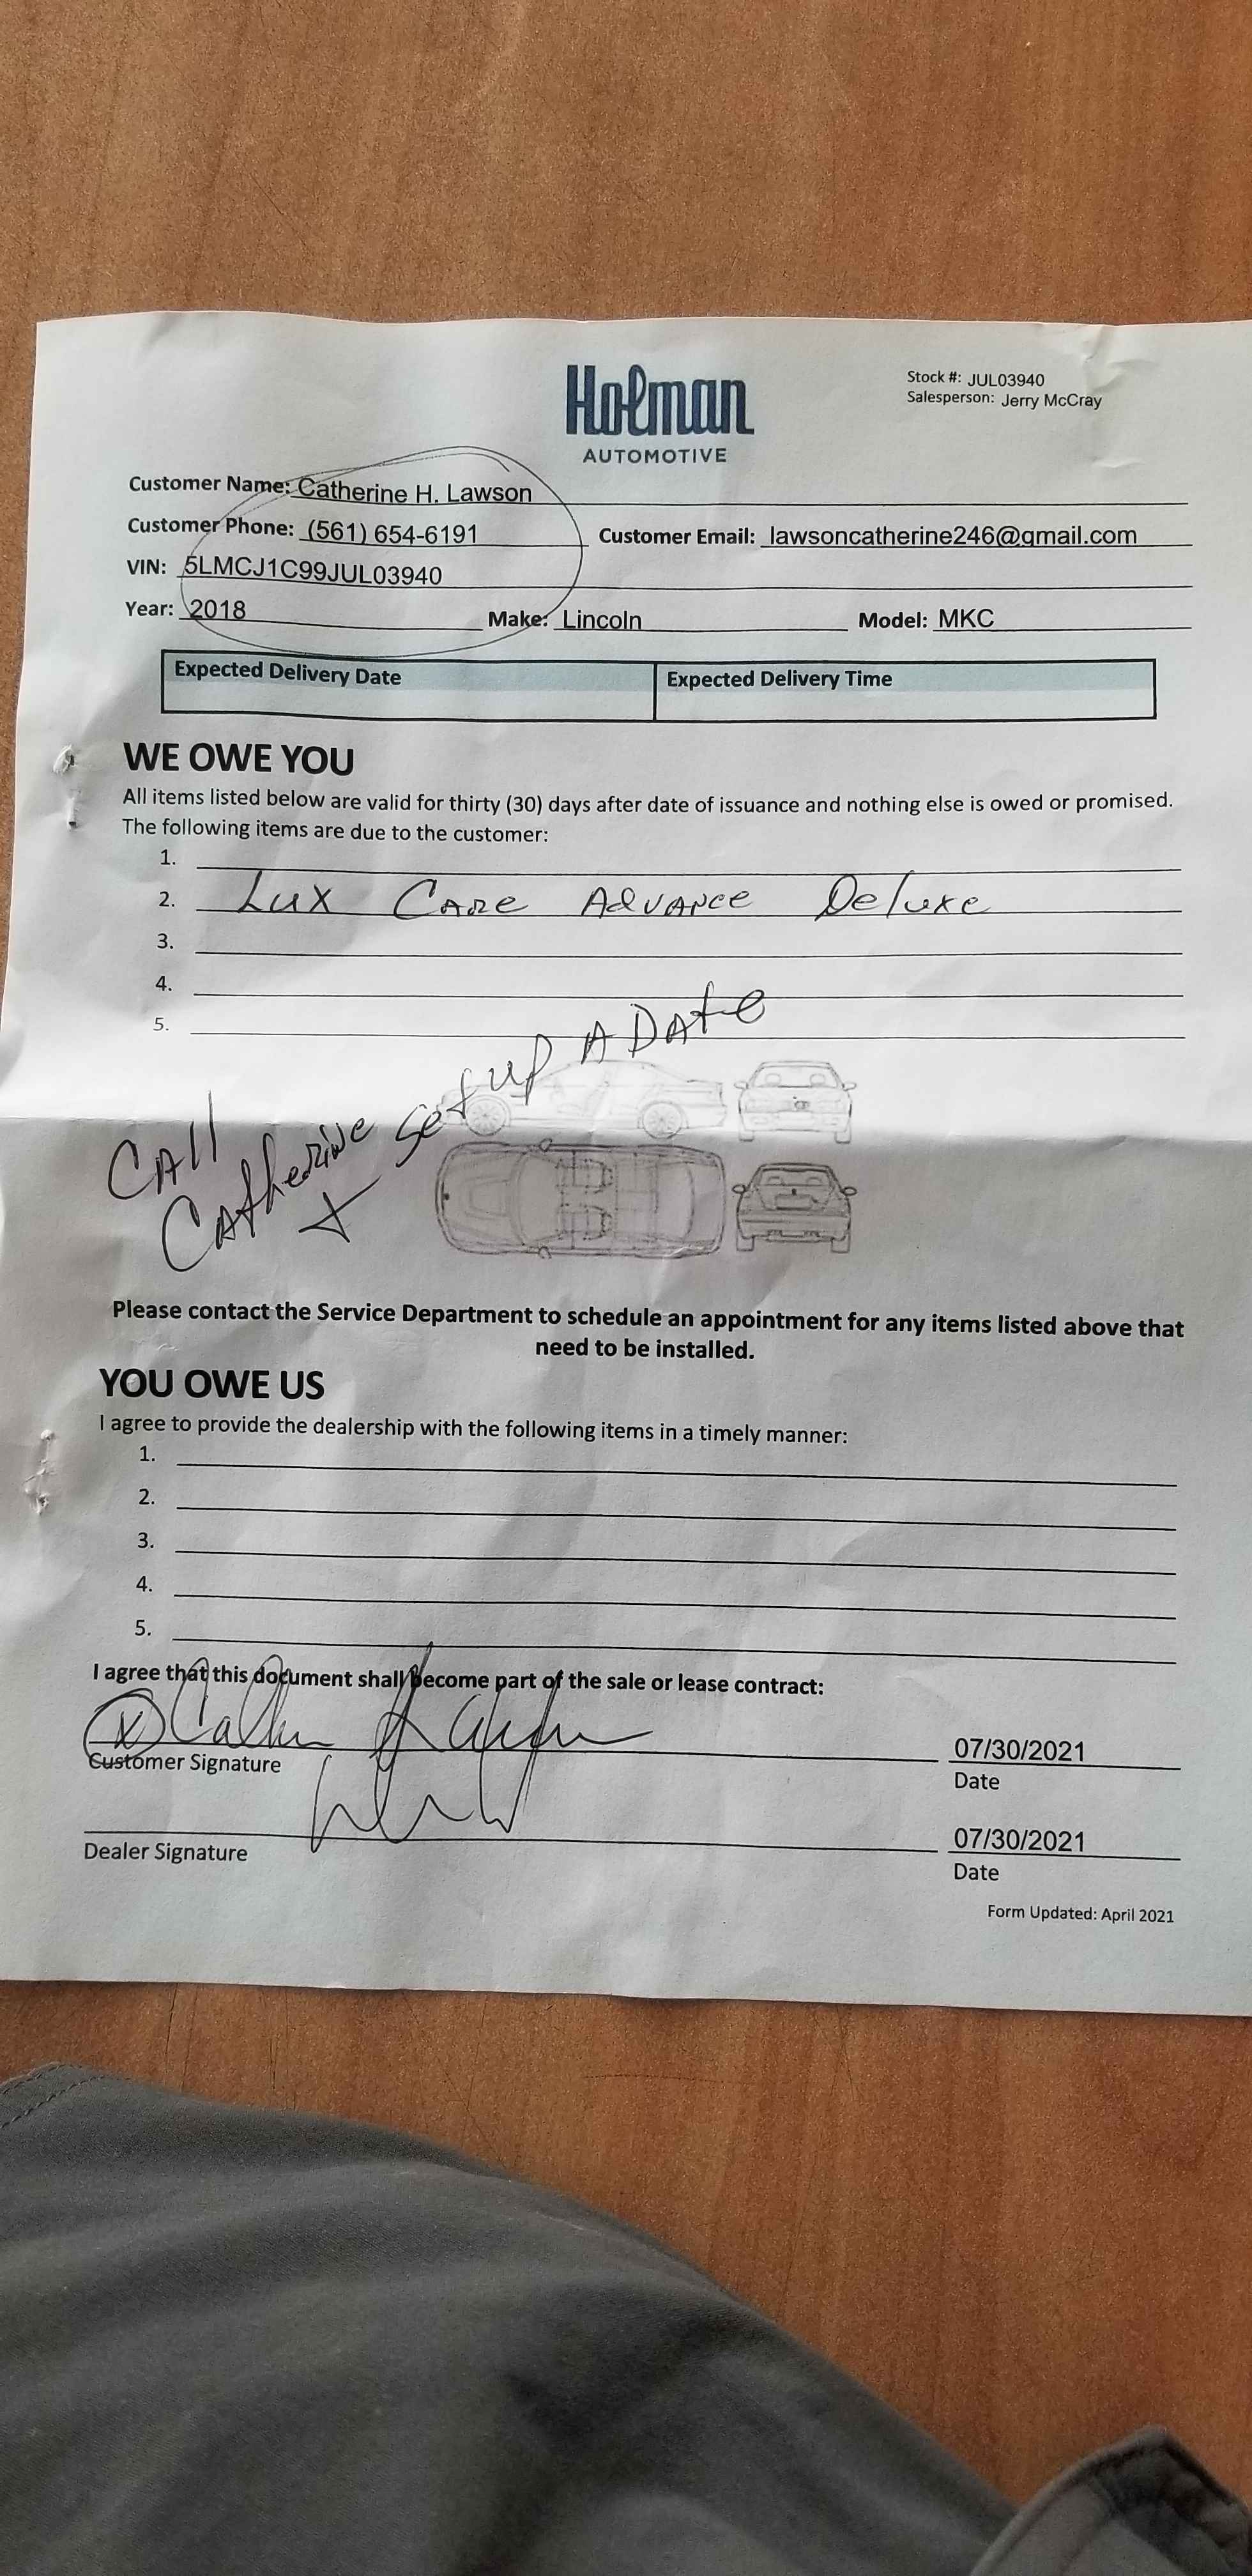 Holman
AUTOMOTIVE
Stock #: JUL03940
Salesperson: Jerry McCray
Customer Name: Catherine H. Lawson
Customer Phone: (561) 654-6191 Customer Email: lawsoncatherine246@gmail.com
VIN: 5LMCJ1C99JUL03940
Year: 2018 Make: Lincoln Model: MKC
Expected Delivery Date Expected Delivery Time
WE OWE YOU
All items listed below are valid for thirty (30) days after date of issuance and nothing else is owed or promised.
The following items are due to the customer:
1.
2. Lux Care Advance Deluxe
3.
4.
5.
Call
Catherine set up A Date
+
Please contact the Service Department to schedule an appointment for any items listed above that
need to be installed.
YOU OWE US
I agree to provide the dealership with the following items in a timely manner:
1.
2.
3.
4.
5.
I agree that this document shall become part of the sale or lease contract:
X
Customer Signature
07/30/2021
Date
Dealer Signature
07/30/2021
Date
Form Updated: April 2021